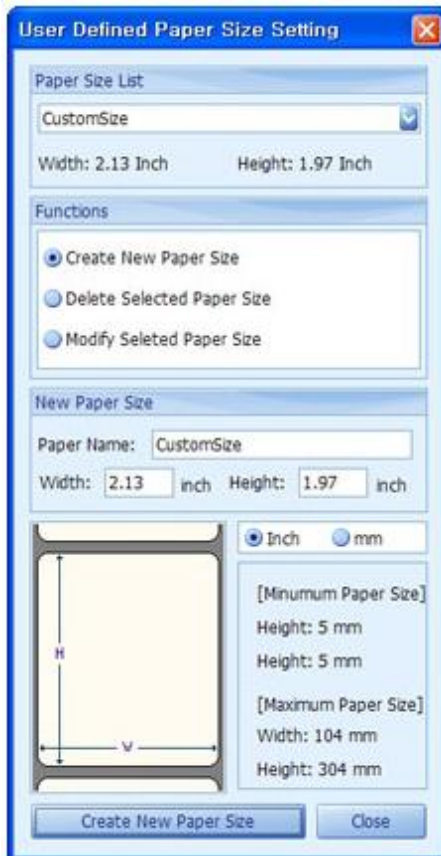 User Defined Paper Size Setting
Paper Size List
CustomSize
Width: 2.13 Inch Height: 1.97 Inch
Functions
Create New Paper Size
Delete Selected Paper Size
Modify Seleted Paper Size
New Paper Size
Paper Name: CustomSize
Width: 2.13 inch Height: 1.97 inch
Inch mm
H
W
[Minumum Paper Size]
Height: 5 mm
Height: 5 mm
[Maximum Paper Size]
Width: 104 mm
Height: 304 mm
Create New Paper Size Close